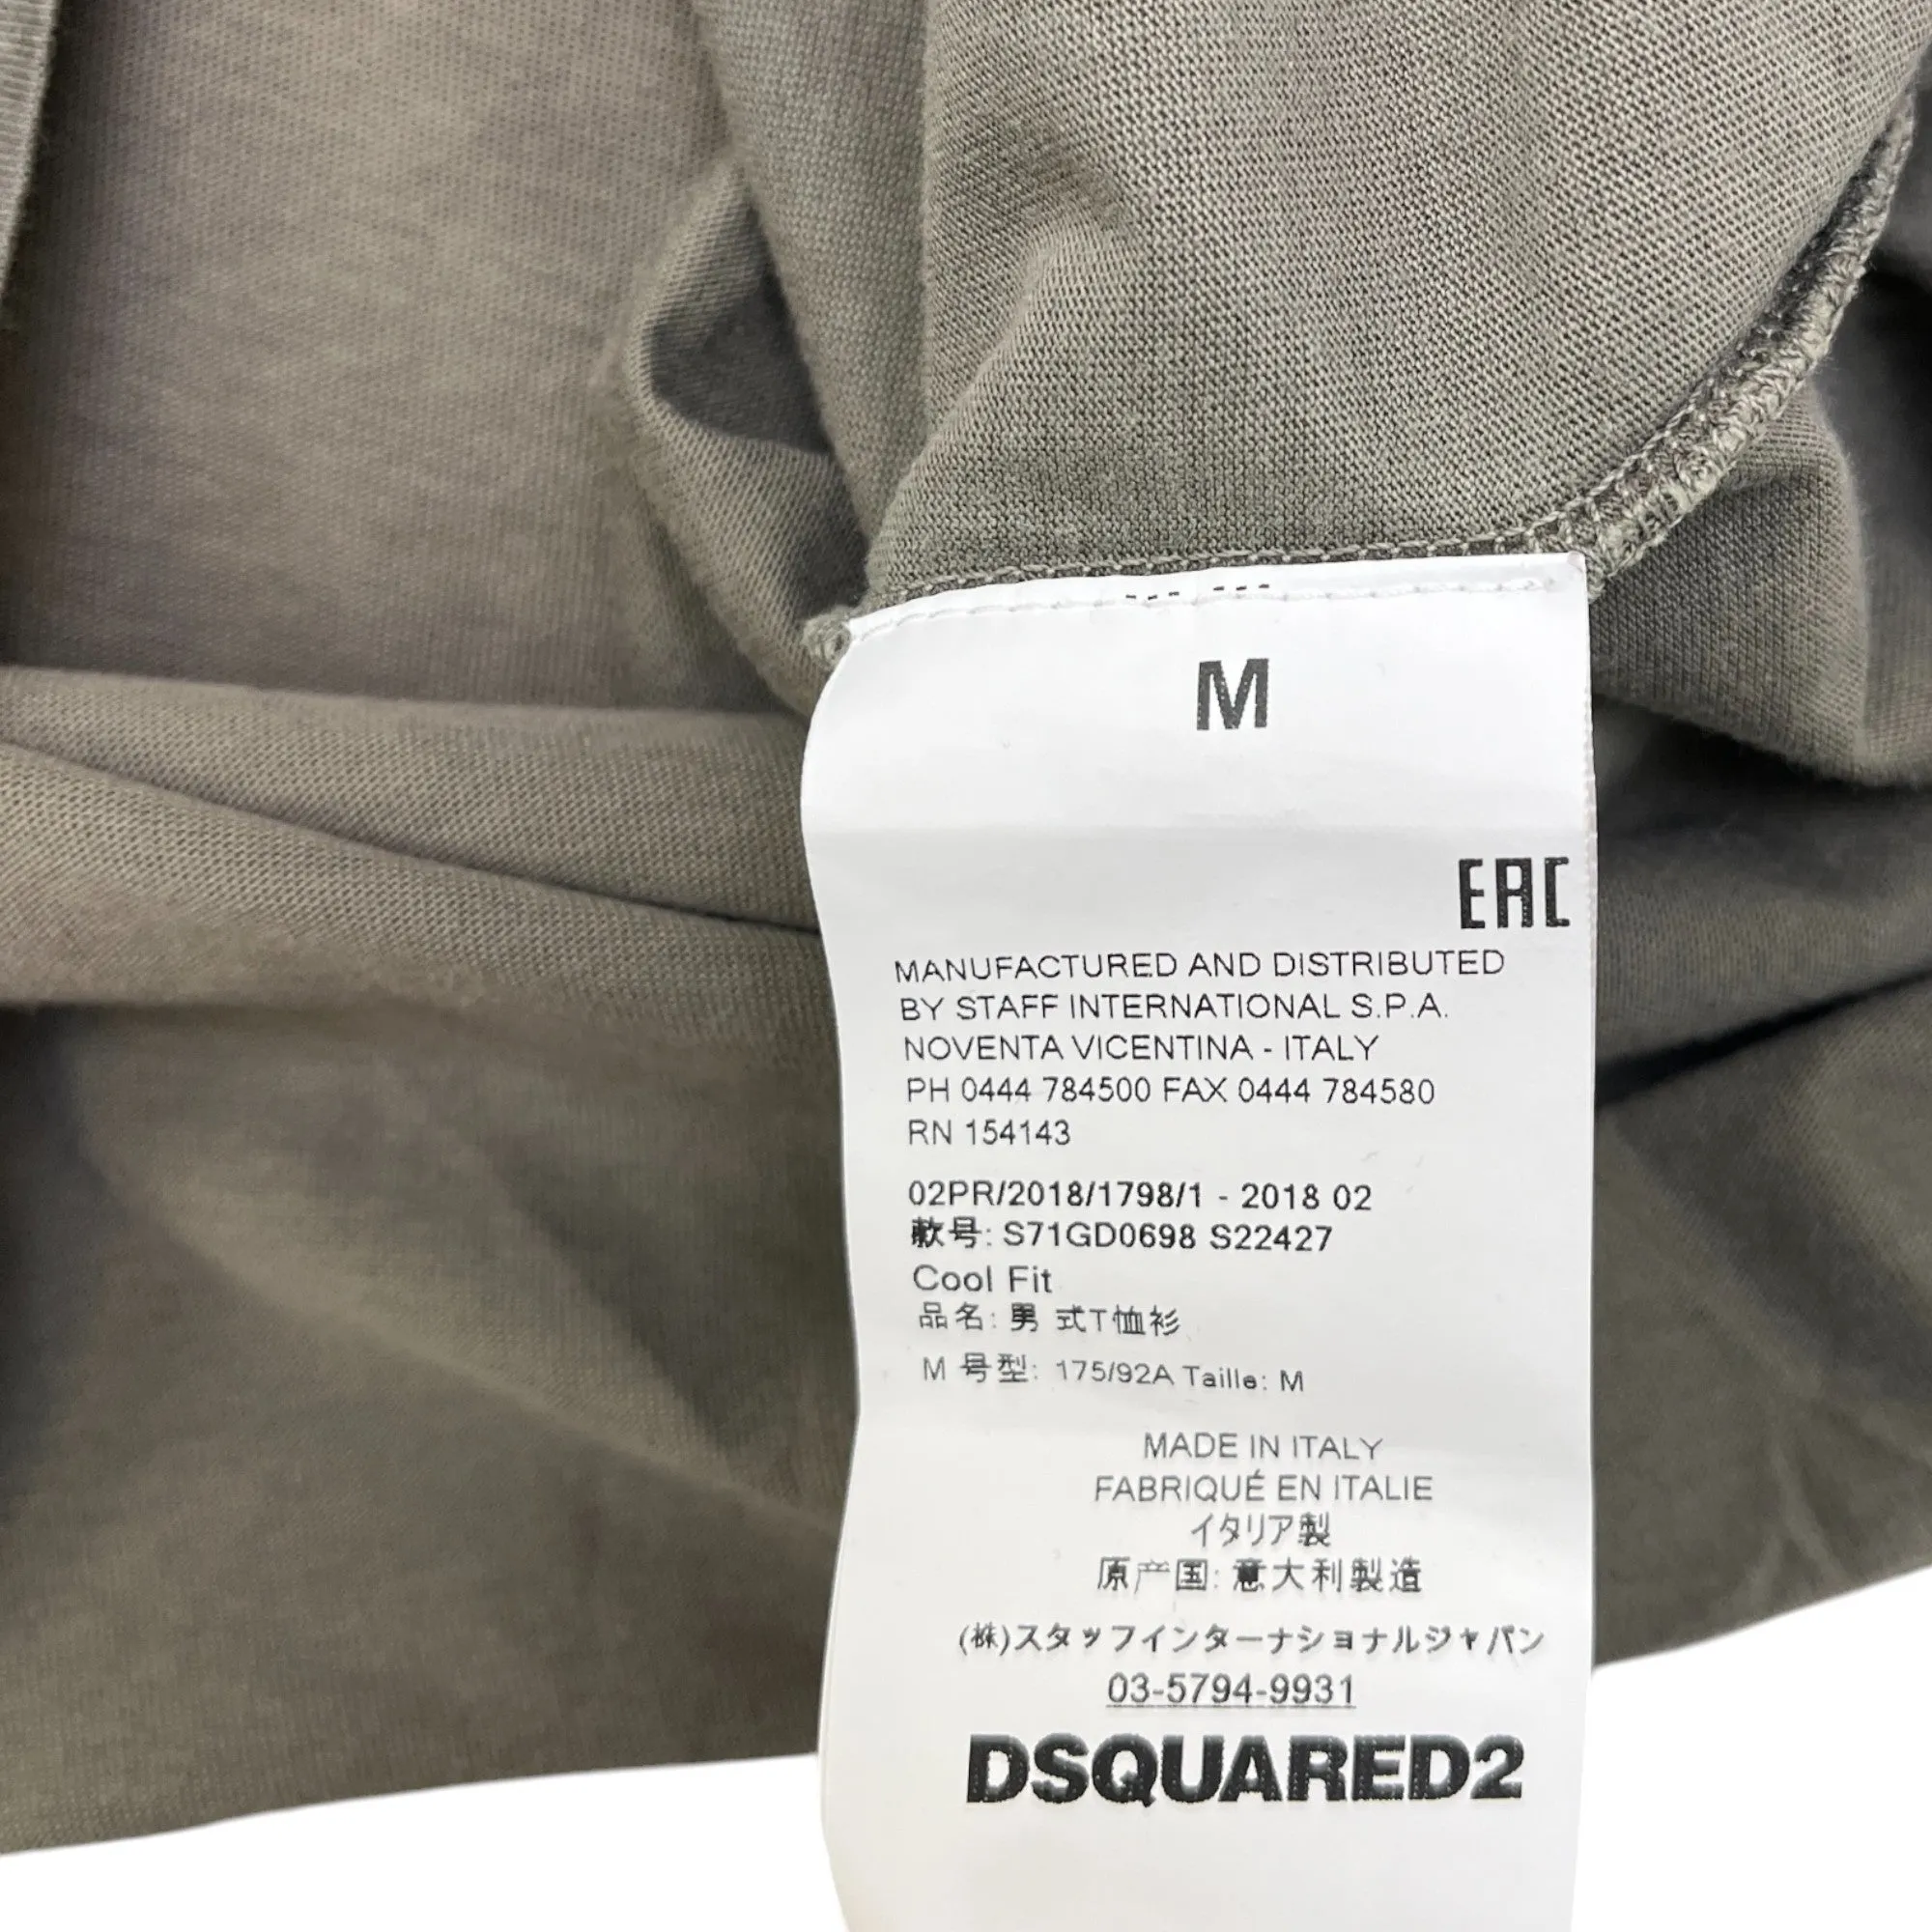 M
EAC
MANUFACTURED AND DISTRIBUTED
BY STAFF INTERNATIONAL S.P.A.
NOVENTA VICENTINA - ITALY
PH 0444 784500 FAX 0444 784580
RN 154143
02PR/2018/1798/1 - 2018 02
款号: S71GD0698 S22427
Cool Fit
品名: 男 式T恤衫
M 号型: 175/92A Taille: M
MADE IN ITALY
FABRIQUÉ EN ITALIE
イタリア製
原产国: 意大利製造
(株)スタッフインターナショナルジャパン
03-5794-9931
DSQUARED2